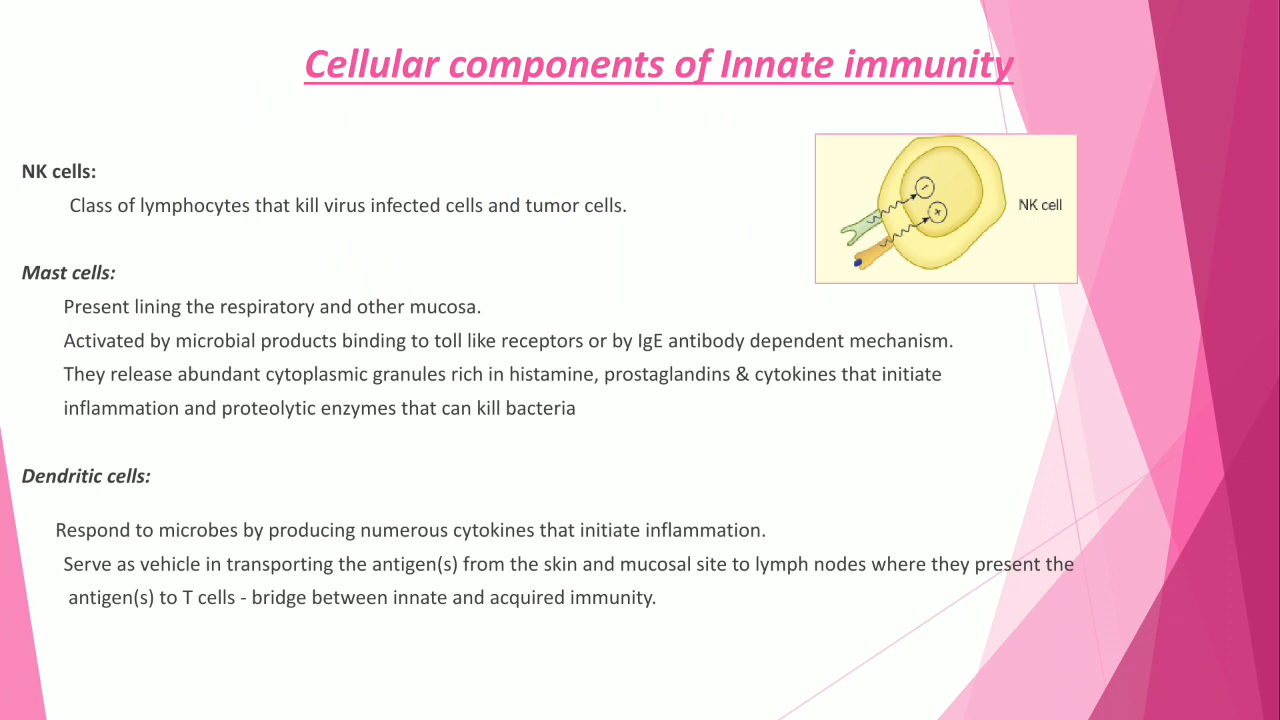 Cellular components of Innate immunity
NK cells:
Class of lymphocytes that kill virus infected cells and tumor cells.
NK cell
Mast cells:
Present lining the respiratory and other mucosa.
Activated by microbial products binding to toll like receptors or by IgE antibody dependent mechanism.
They release abundant cytoplasmic granules rich in histamine, prostaglandins & cytokines that initiate
inflammation and proteolytic enzymes that can kill bacteria
Dendritic cells:
Respond to microbes by producing numerous cytokines that initiate inflammation.
Serve as vehicle in transporting the antigen(s) from the skin and mucosal site to lymph nodes where they present the
antigen(s) to T cells - bridge between innate and acquired immunity.